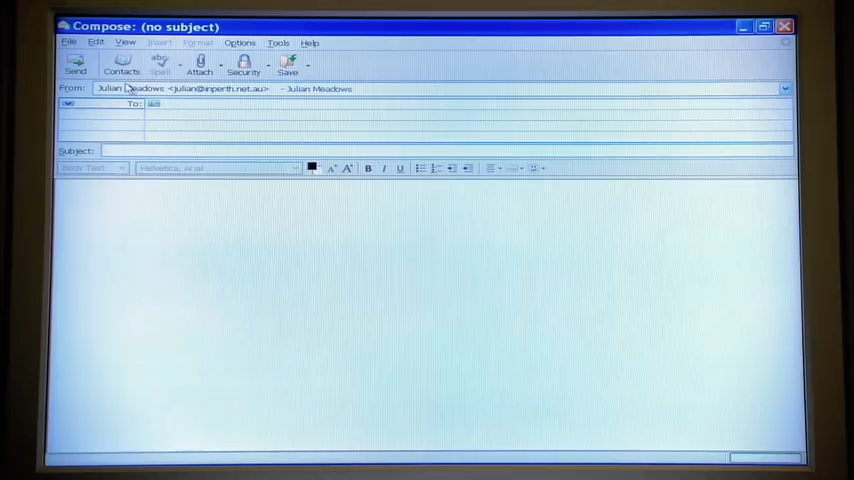 Compose: (no subject)
File Edit View Insert Format Options Tools Help
Send Contacts Spell Attach Security Save
From: Julian Meadows <julian@inperth.net.au> - Julian Meadows
To:
Subject:
Body Text Helvetica, Arial A A B I U